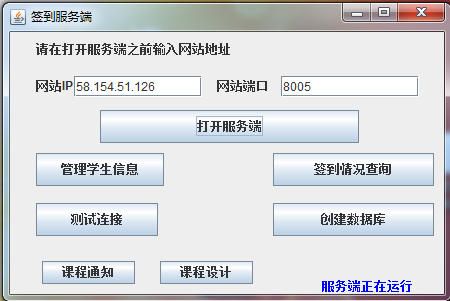 签到服务端
请在打开服务端之前输入网站地址
网站IP 58.154.51.126 网站端口 8005
打开服务端
管理学生信息 签到情况查询
测试连接 创建数据库
课程通知 课程设计
服务端正在运行